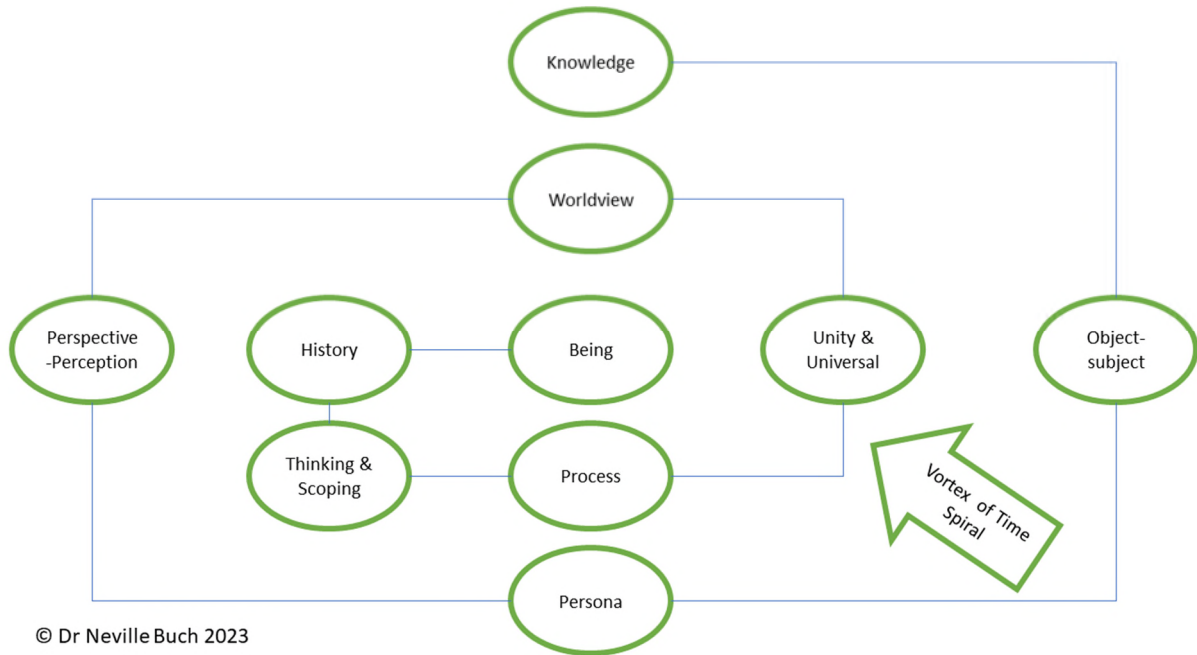 Knowledge
Worldview
Perspective
-Perception
History
Being
Unity &
Universal
Object-
subject
Thinking &
Scoping
Process
Vortex of Time
Spiral
Persona
© Dr Neville Buch 2023